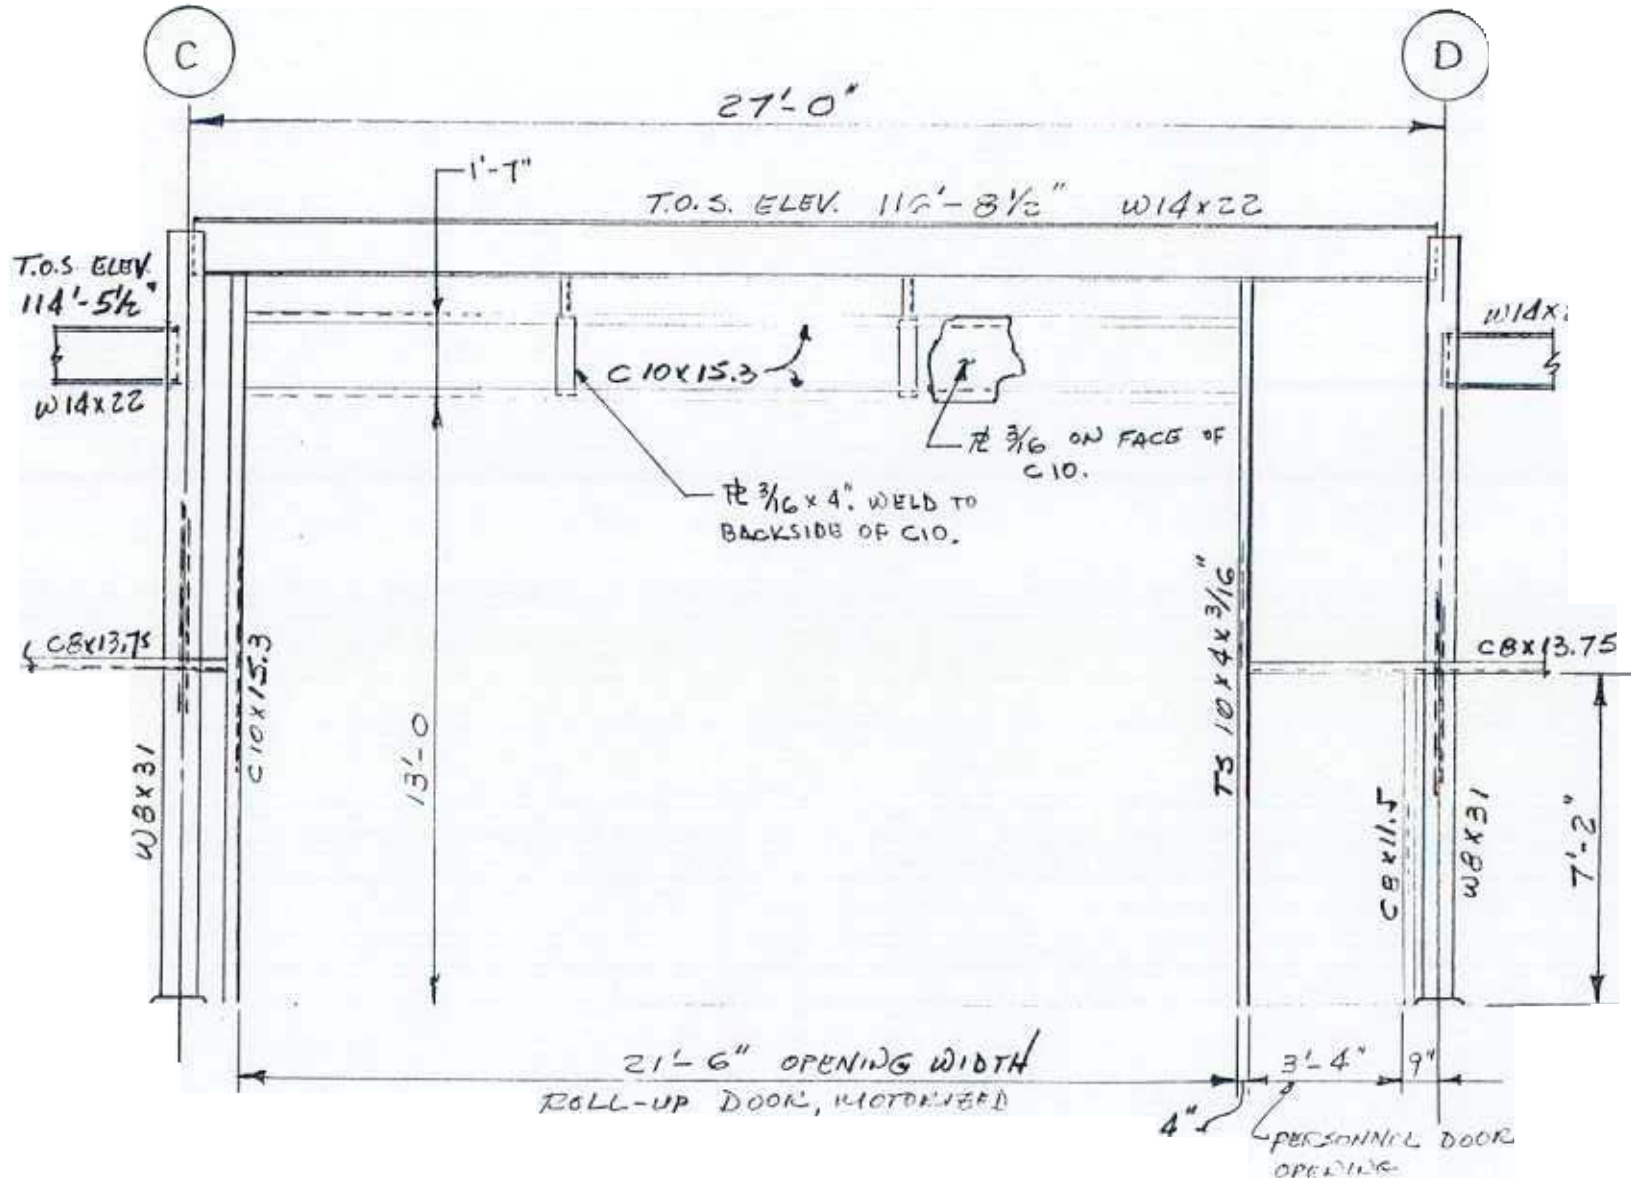 C
D
27'-0"
1'-7"
T.O.S. ELEV. 116'-8½" W14x22
T.O.S ELEV.
114'-5½"
W14x22
W14x2
C10x15.3
PL 3/16 ON FACE OF
C10.
PL 3/16 x 4". WELD TO
BACKSIDE OF C10.
C8x13.75
C8x13.75
C10x15.3
TS 10x4x3/16"
W8x31
13'-0
C8x11.5
W8x31
7'-2"
21'-6" OPENING WIDTH
3'-4"
9"
ROLL-UP DOOR, MOTORIZED
4"
PERSONNEL DOOR
OPENING